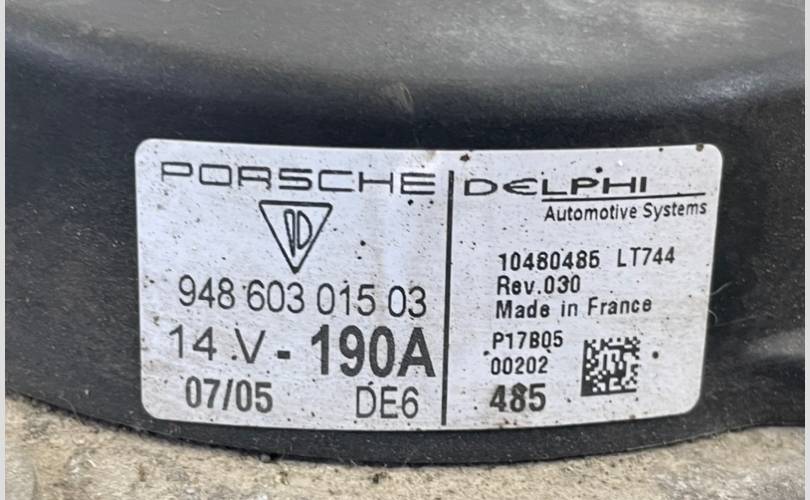 PORSCHE
948 603 015 03
14 V - 190A
07/05 DE6
DELPHI
Automotive Systems
10480485 LT744
Rev.030
Made in France
P17B05
00202
485